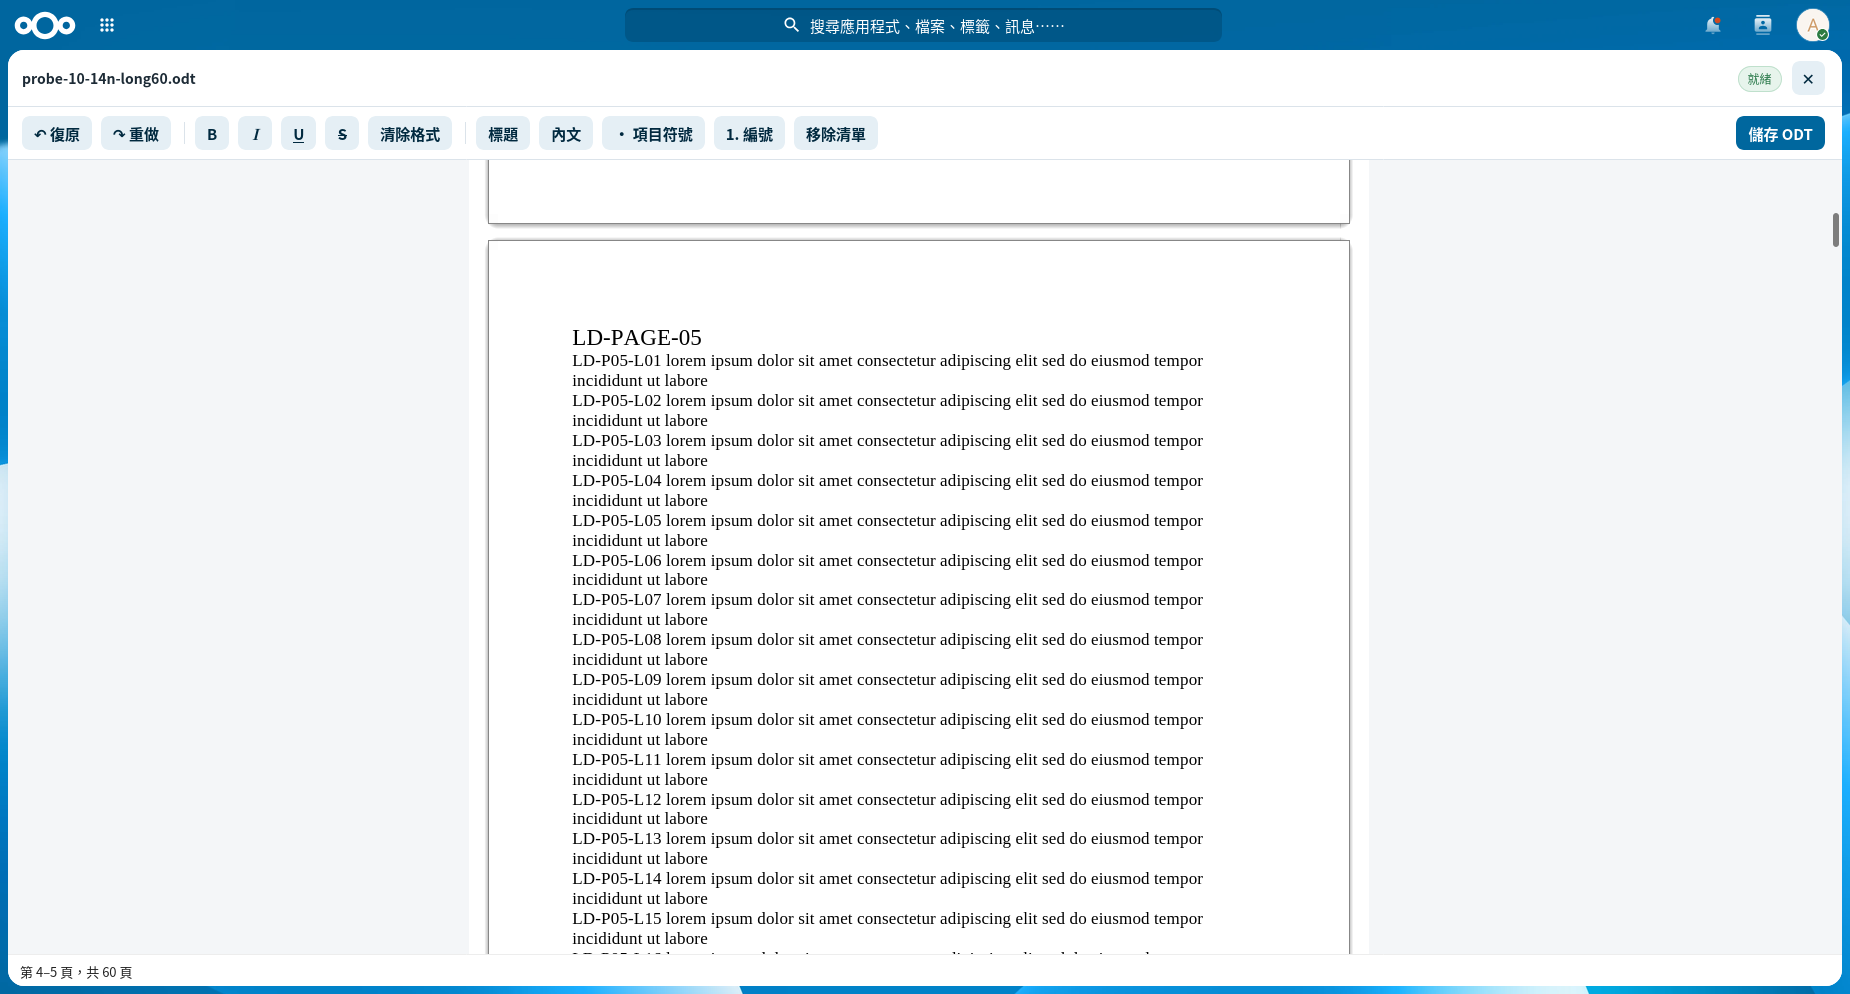 搜尋應用程式、檔案、標籤、訊息……
A
probe-10-14n-long60.odt
就緒
×
↶ 復原 ↷ 重做 B I U S 清除格式 標題 內文 • 項目符號 1. 編號 移除清單 儲存 ODT
LD-PAGE-05
LD-P05-L01 lorem ipsum dolor sit amet consectetur adipiscing elit sed do eiusmod tempor
incididunt ut labore
LD-P05-L02 lorem ipsum dolor sit amet consectetur adipiscing elit sed do eiusmod tempor
incididunt ut labore
LD-P05-L03 lorem ipsum dolor sit amet consectetur adipiscing elit sed do eiusmod tempor
incididunt ut labore
LD-P05-L04 lorem ipsum dolor sit amet consectetur adipiscing elit sed do eiusmod tempor
incididunt ut labore
LD-P05-L05 lorem ipsum dolor sit amet consectetur adipiscing elit sed do eiusmod tempor
incididunt ut labore
LD-P05-L06 lorem ipsum dolor sit amet consectetur adipiscing elit sed do eiusmod tempor
incididunt ut labore
LD-P05-L07 lorem ipsum dolor sit amet consectetur adipiscing elit sed do eiusmod tempor
incididunt ut labore
LD-P05-L08 lorem ipsum dolor sit amet consectetur adipiscing elit sed do eiusmod tempor
incididunt ut labore
LD-P05-L09 lorem ipsum dolor sit amet consectetur adipiscing elit sed do eiusmod tempor
incididunt ut labore
LD-P05-L10 lorem ipsum dolor sit amet consectetur adipiscing elit sed do eiusmod tempor
incididunt ut labore
LD-P05-L11 lorem ipsum dolor sit amet consectetur adipiscing elit sed do eiusmod tempor
incididunt ut labore
LD-P05-L12 lorem ipsum dolor sit amet consectetur adipiscing elit sed do eiusmod tempor
incididunt ut labore
LD-P05-L13 lorem ipsum dolor sit amet consectetur adipiscing elit sed do eiusmod tempor
incididunt ut labore
LD-P05-L14 lorem ipsum dolor sit amet consectetur adipiscing elit sed do eiusmod tempor
incididunt ut labore
LD-P05-L15 lorem ipsum dolor sit amet consectetur adipiscing elit sed do eiusmod tempor
incididunt ut labore
第 4–5 頁，共 60 頁